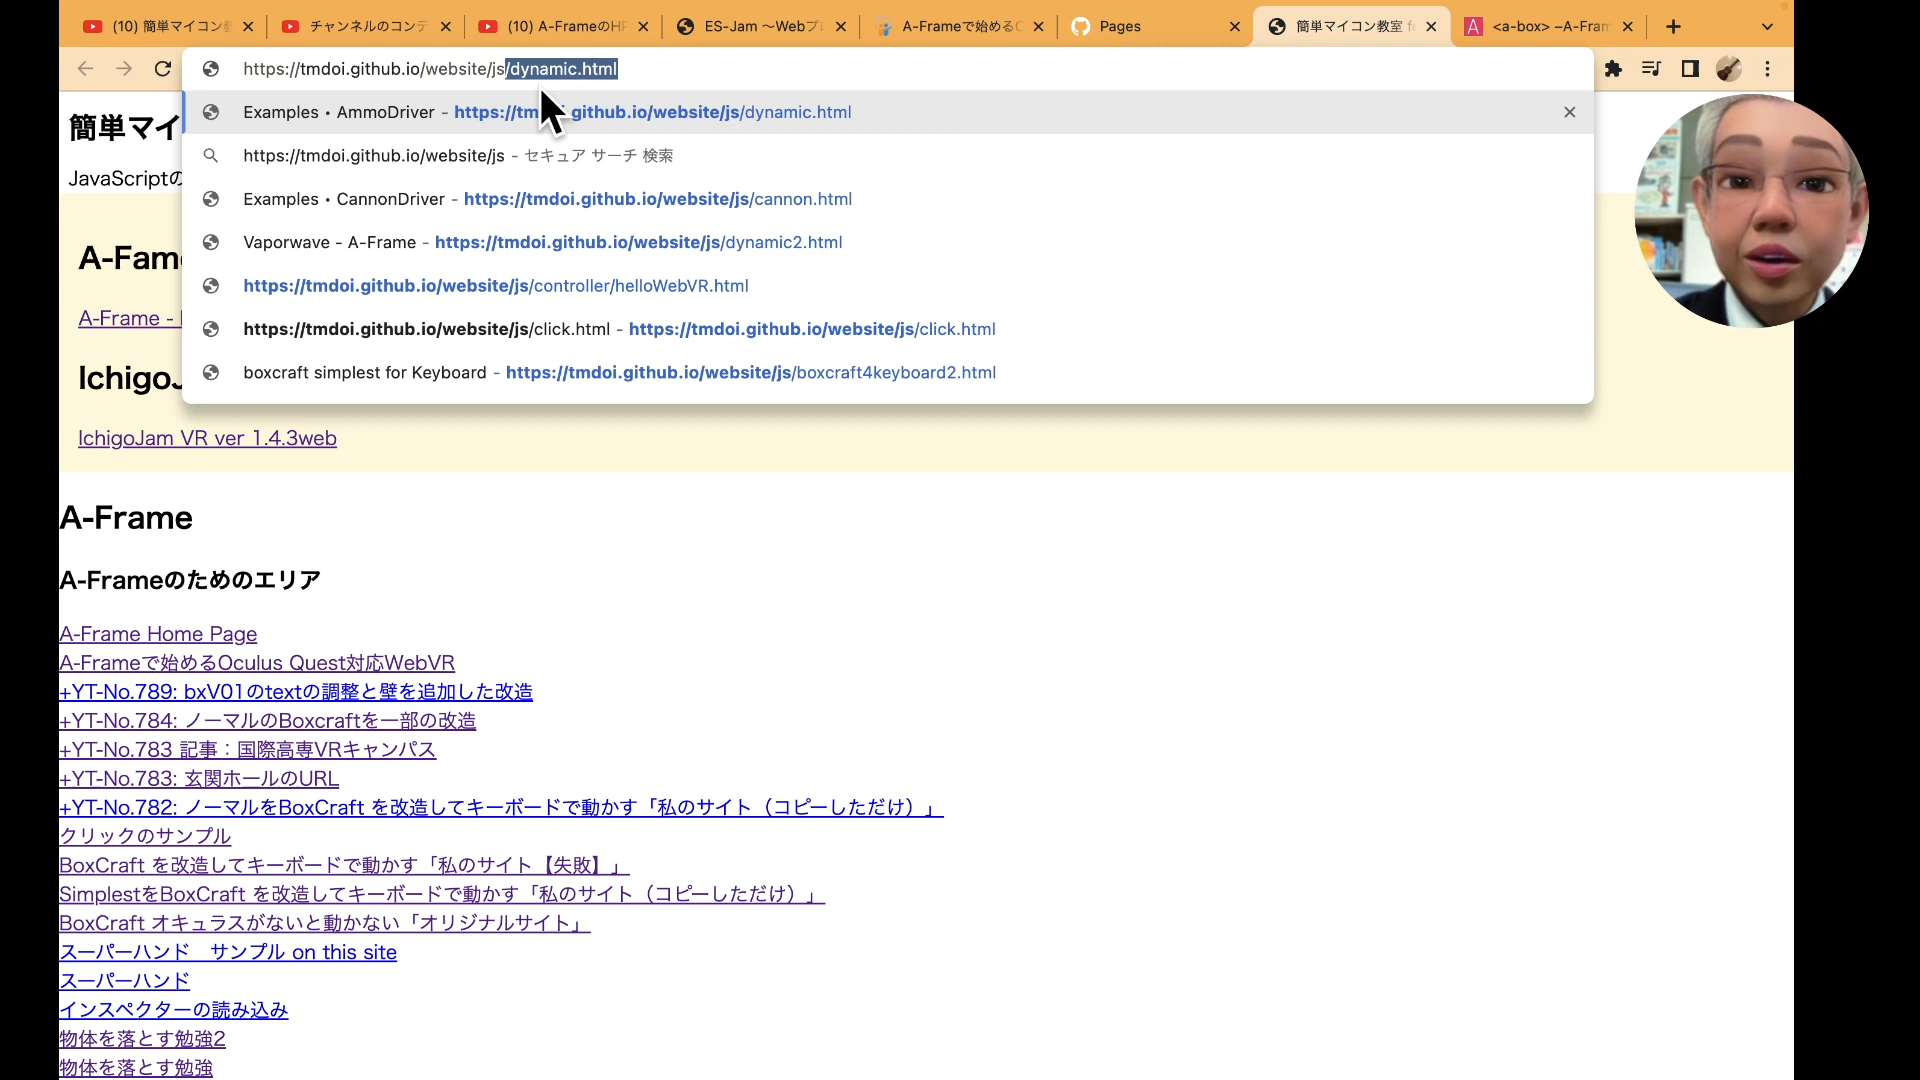 (10) 簡単マイコン教
チャンネルのコンテ
(10) A-FrameのHP
ES-Jam ～Webプロ
A-Frameで始めるO
Pages
簡単マイコン教室 fo
<a-box> –A-Fram
https://tmdoi.github.io/website/js/dynamic.html
Examples • AmmoDriver - https://tmdoi.github.io/website/js/dynamic.html
https://tmdoi.github.io/website/js - セキュア サーチ 検索
Examples • CannonDriver - https://tmdoi.github.io/website/js/cannon.html
Vaporwave - A-Frame - https://tmdoi.github.io/website/js/dynamic2.html
https://tmdoi.github.io/website/js/controller/helloWebVR.html
https://tmdoi.github.io/website/js/click.html - https://tmdoi.github.io/website/js/click.html
boxcraft simplest for Keyboard - https://tmdoi.github.io/website/js/boxcraft4keyboard2.html
簡単マイ
JavaScriptの
A-Fame
A-Frame -
IchigoJ
IchigoJam VR ver 1.4.3web
A-Frame
A-Frameのためのエリア
A-Frame Home Page
A-Frameで始めるOculus Quest対応WebVR
+YT-No.789: bxV01のtextの調整と壁を追加した改造
+YT-No.784: ノーマルのBoxcraftを一部の改造
+YT-No.783 記事：国際高専VRキャンパス
+YT-No.783: 玄関ホールのURL
+YT-No.782: ノーマルをBoxCraft を改造してキーボードで動かす「私のサイト（コピーしただけ）」
クリックのサンプル
BoxCraft を改造してキーボードで動かす「私のサイト【失敗】」
SimplestをBoxCraft を改造してキーボードで動かす「私のサイト（コピーしただけ）」
BoxCraft オキュラスがないと動かない「オリジナルサイト」
スーパーハンド　サンプル on this site
スーパーハンド
インスペクターの読み込み
物体を落とす勉強2
物体を落とす勉強